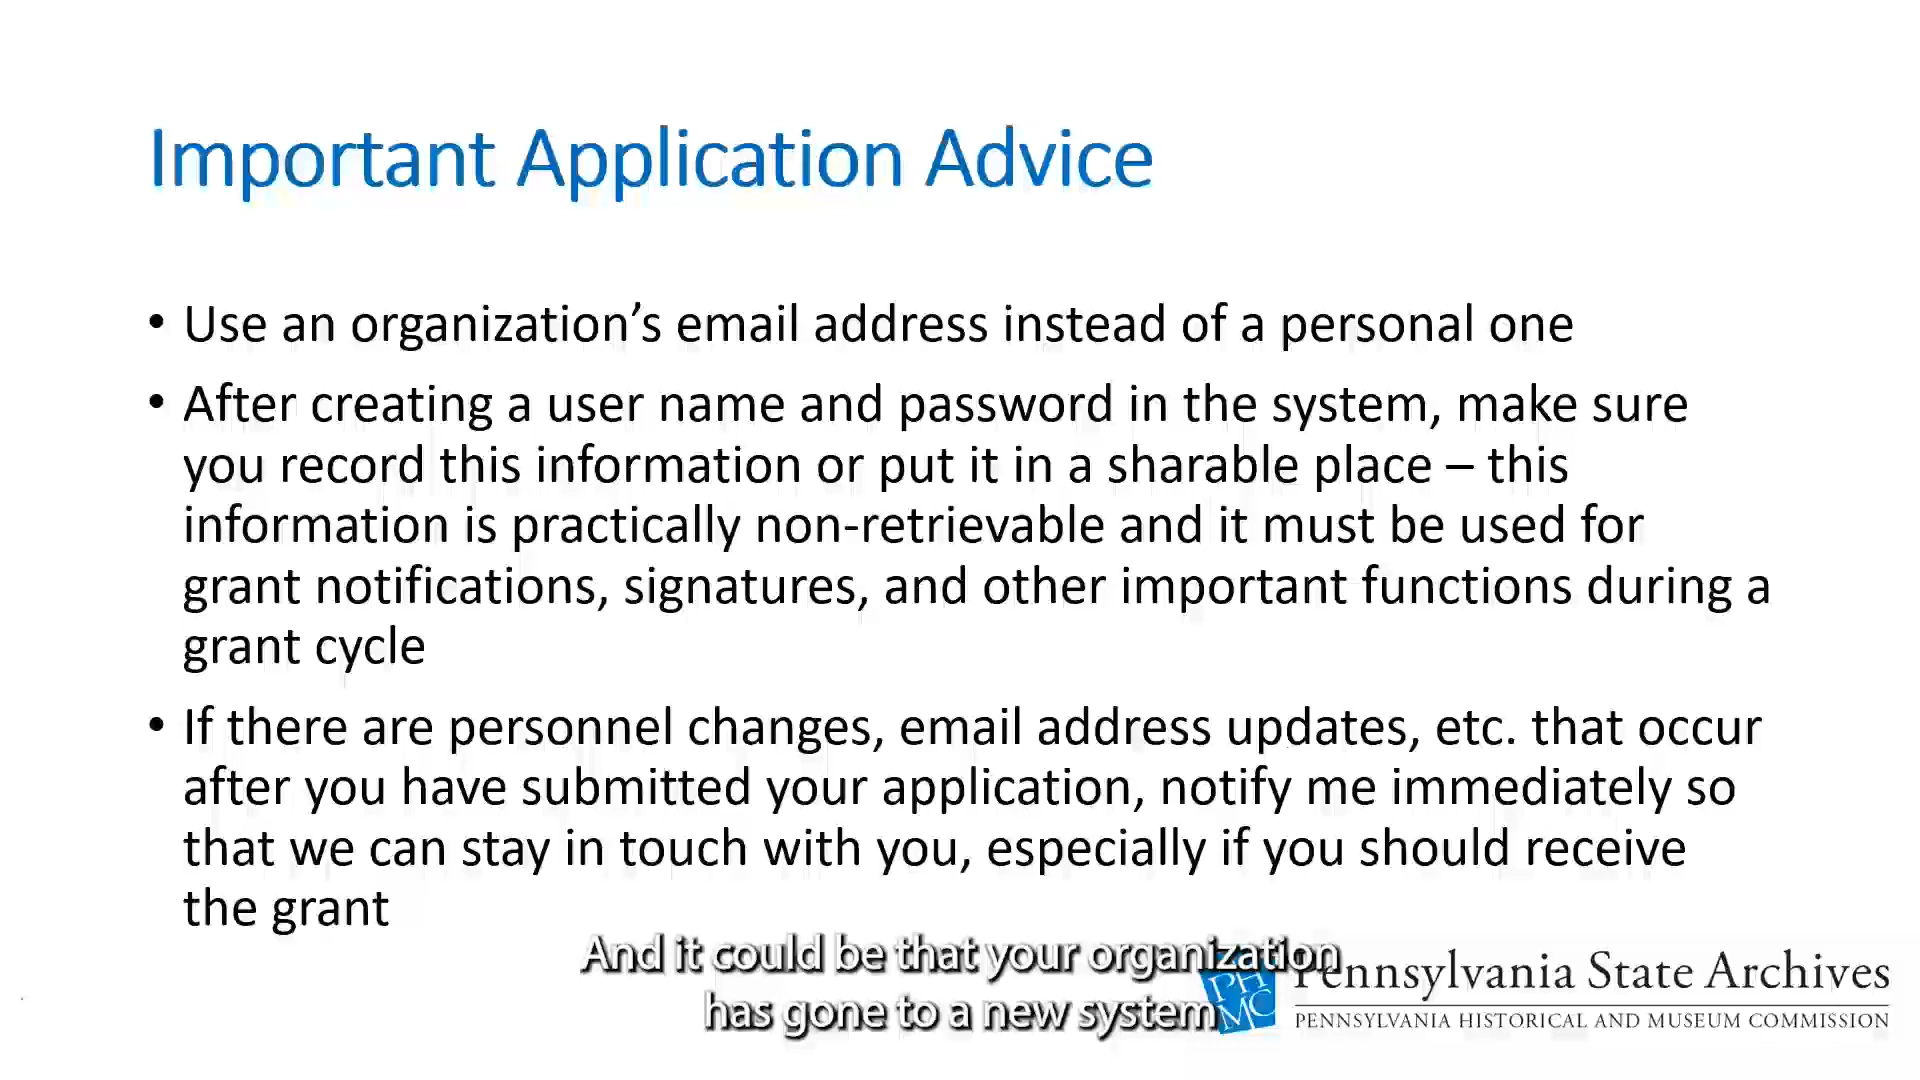 Important Application Advice
• Use an organization’s email address instead of a personal one
• After creating a user name and password in the system, make sure
you record this information or put it in a sharable place – this
information is practically non-retrievable and it must be used for
grant notifications, signatures, and other important functions during a
grant cycle
• If there are personnel changes, email address updates, etc. that occur
after you have submitted your application, notify me immediately so
that we can stay in touch with you, especially if you should receive
the grant
And it could be that your organization
has gone to a new system
PH
MC
Pennsylvania State Archives
PENNSYLVANIA HISTORICAL AND MUSEUM COMMISSION